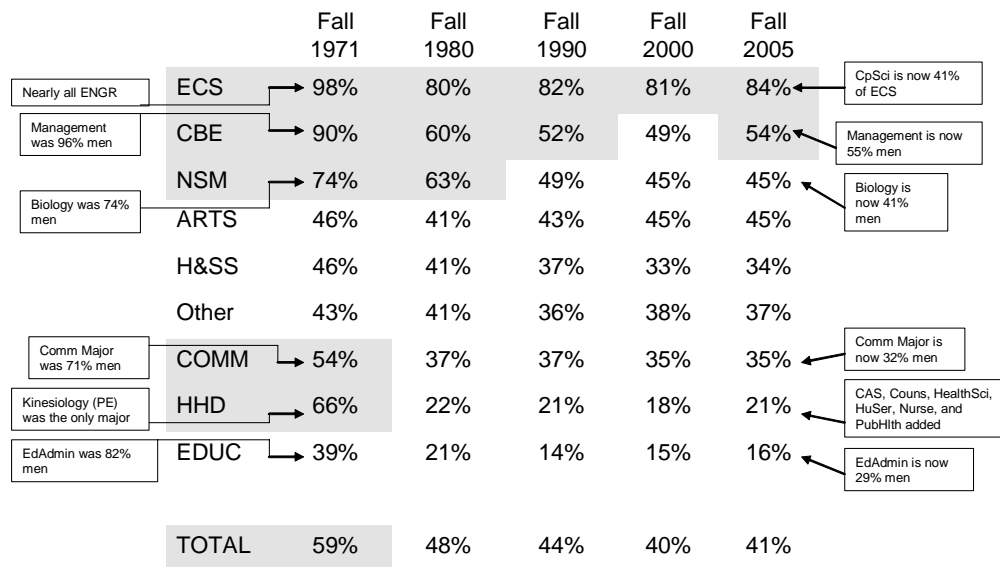 Fall Fall Fall Fall Fall
1971 1980 1990 2000 2005
Nearly all ENGR
ECS 98% 80% 82% 81% 84%
CpSci is now 41%
of ECS
Management
was 96% men
CBE 90% 60% 52% 49% 54%
Management is now
55% men
NSM 74% 63% 49% 45% 45%
Biology was 74%
men
Biology is
now 41%
men
ARTS 46% 41% 43% 45% 45%
H&SS 46% 41% 37% 33% 34%
Other 43% 41% 36% 38% 37%
Comm Major
was 71% men
COMM 54% 37% 37% 35% 35%
Comm Major is
now 32% men
Kinesiology (PE)
was the only major
HHD 66% 22% 21% 18% 21%
CAS, Couns, HealthSci,
HuSer, Nurse, and
PubHlth added
EdAdmin was 82%
men
EDUC 39% 21% 14% 15% 16%
EdAdmin is now
29% men
TOTAL 59% 48% 44% 40% 41%